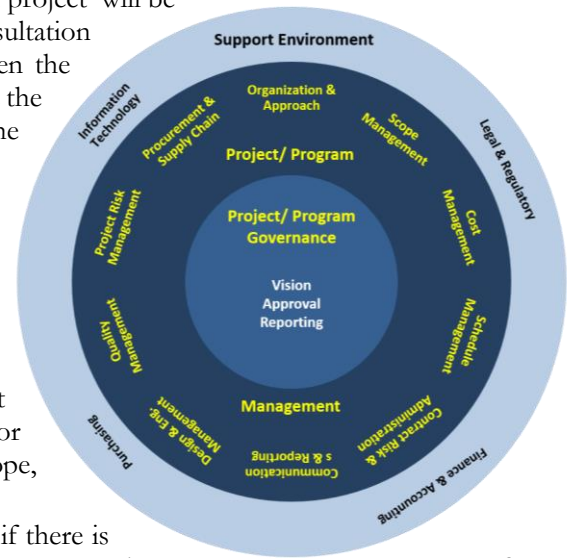 project will be
sultation
en the
the
ne
t
or
ope,
if there is
Support Environment
Information
Technology
Legal & Regulatory
Finance & Accounting
Purchasing
Organization &
Approach
Scope
Management
Cost
Management
Schedule
Management
Contract Risk &
Administration
Communication
s & Reporting
Design & Eng.
Management
Quality
Management
Project Risk
Management
Procurement &
Supply Chain
Project/ Program
Management
Project/ Program
Governance
Vision
Approval
Reporting